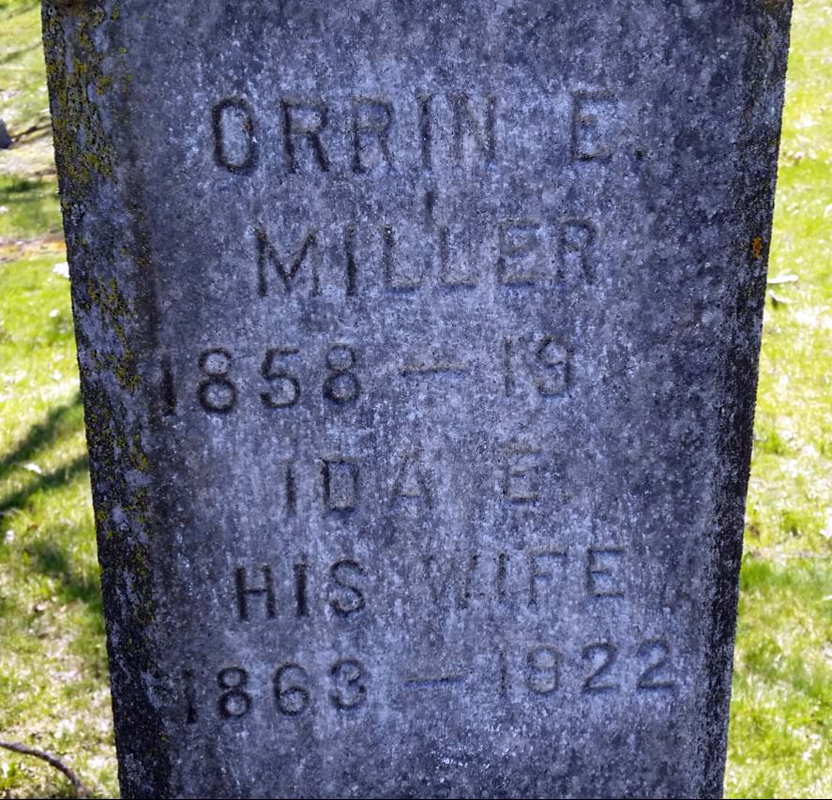 ORRIN E.
MILLER
1858 — 19
IDA E.
HIS WIFE
1863 — 1922